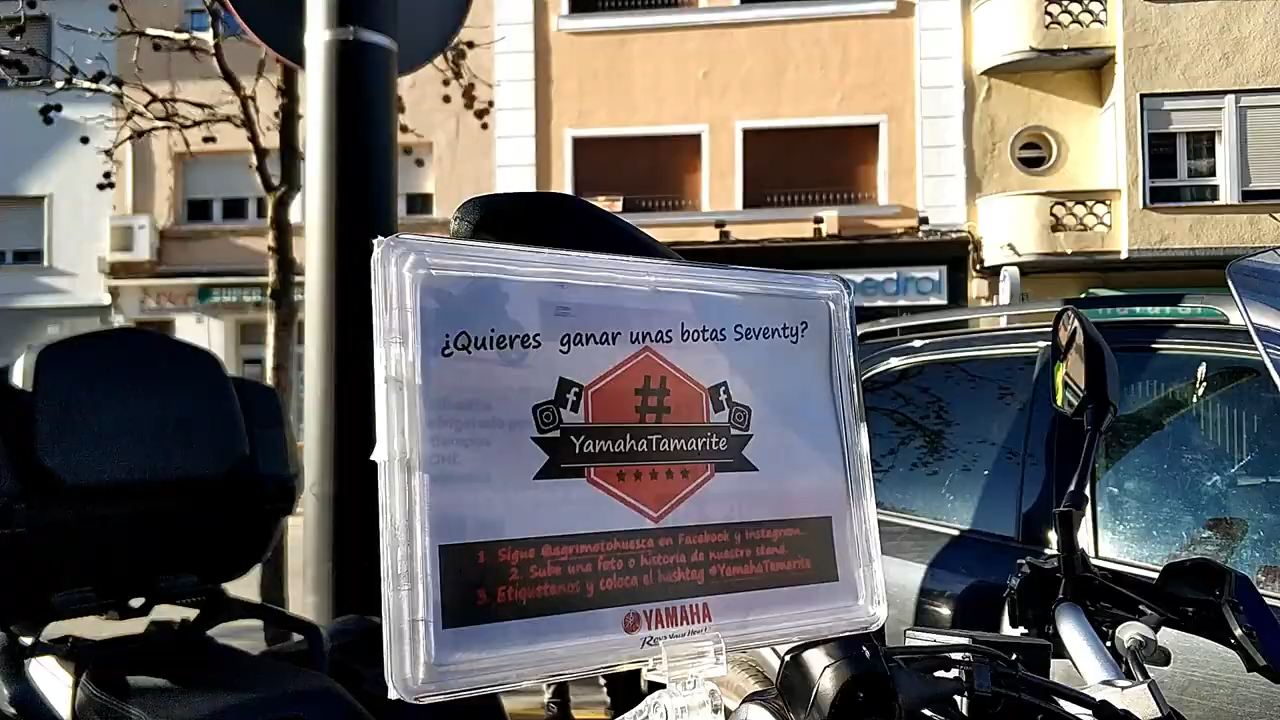 edrol
¿Quieres ganar unas botas Seventy?
#
YamahaTamarite
1. Sigue @agrimotohuesca en Facebook y Instagram.
2. Sube una foto o historia de nuestro stand.
3. Etiquetanos y coloca el hashtag #YamahaTamarite
YAMAHA
Revs Your Heart